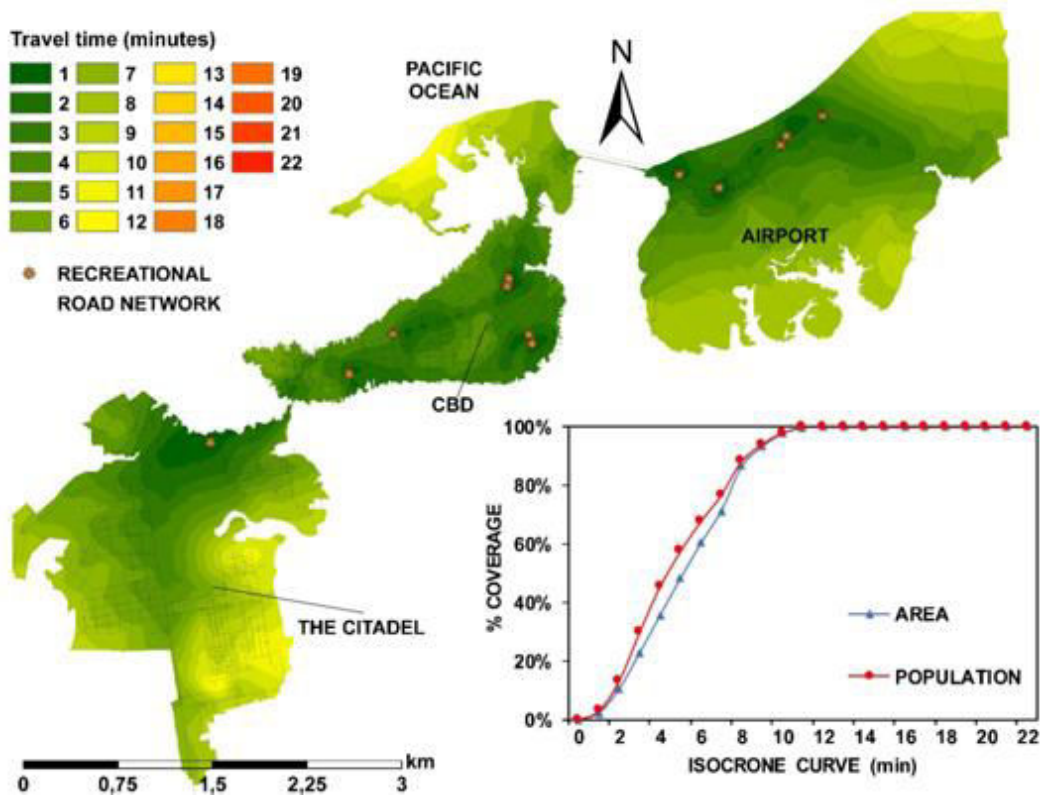 Travel time (minutes)
1 7 13 19
2 8 14 20
3 9 15 21
4 10 16 22
5 11 17
6 12 18
RECREATIONAL
ROAD NETWORK
PACIFIC
OCEAN
N
AIRPORT
CBD
THE CITADEL
km
0 0,75 1,5 2,25 3
100%
80%
60%
40%
20%
0%
% COVERAGE
AREA
POPULATION
0 2 4 6 8 10 12 14 16 18 20 22
ISOCRONE CURVE (min)